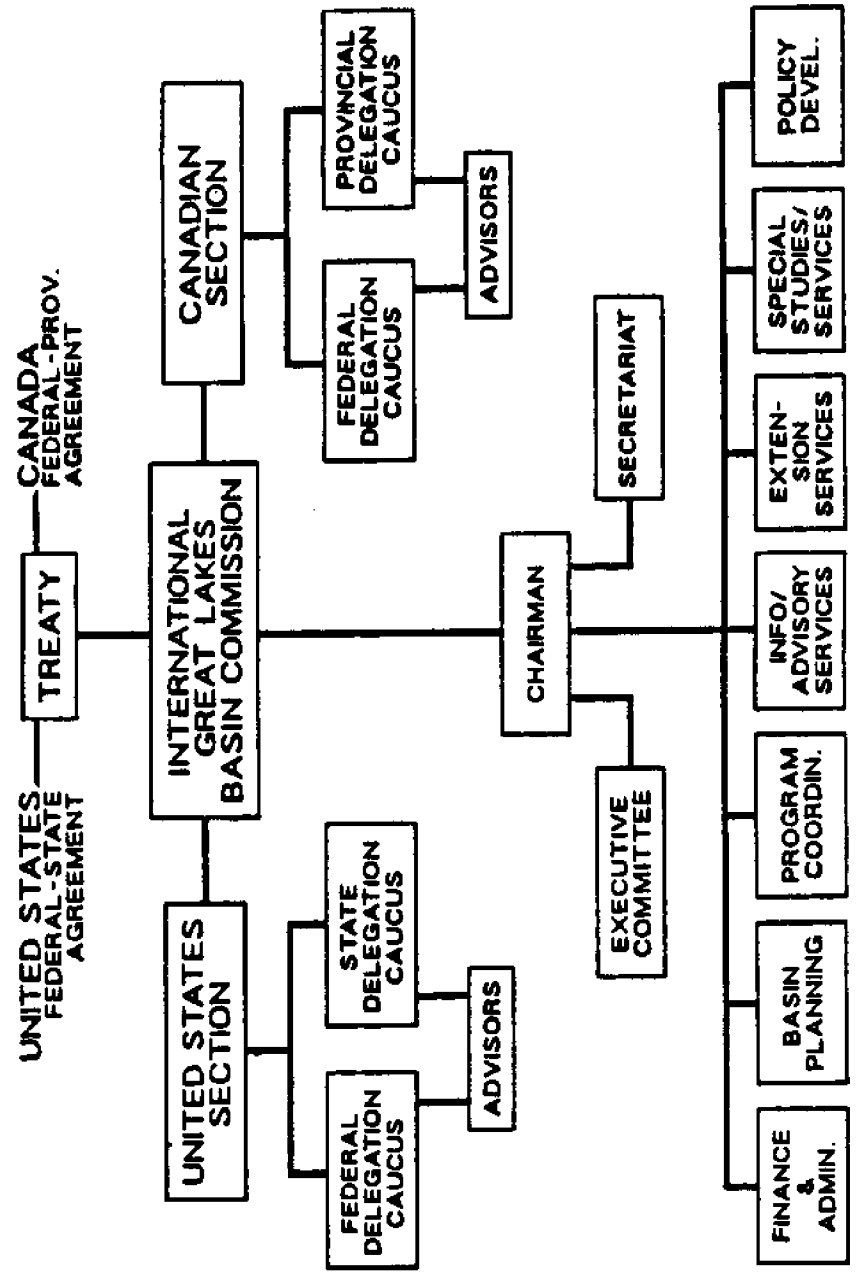 UNITED STATES
FEDERAL-STATE
AGREEMENT
TREATY
CANADA
FEDERAL-PROV.
AGREEMENT
UNITED STATES
SECTION
INTERNATIONAL
GREAT LAKES
BASIN COMMISSION
CANADIAN
SECTION
FEDERAL
DELEGATION
CAUCUS
STATE
DELEGATION
CAUCUS
FEDERAL
DELEGATION
CAUCUS
PROVINCIAL
DELEGATION
CAUCUS
ADVISORS
ADVISORS
CHAIRMAN
EXECUTIVE
COMMITTEE
SECRETARIAT
FINANCE
&
ADMIN.
BASIN
PLANNING
PROGRAM
COORDIN.
INFO/
ADVISORY
SERVICES
EXTEN-
SION
SERVICES
SPECIAL
STUDIES/
SERVICES
POLICY
DEVEL.